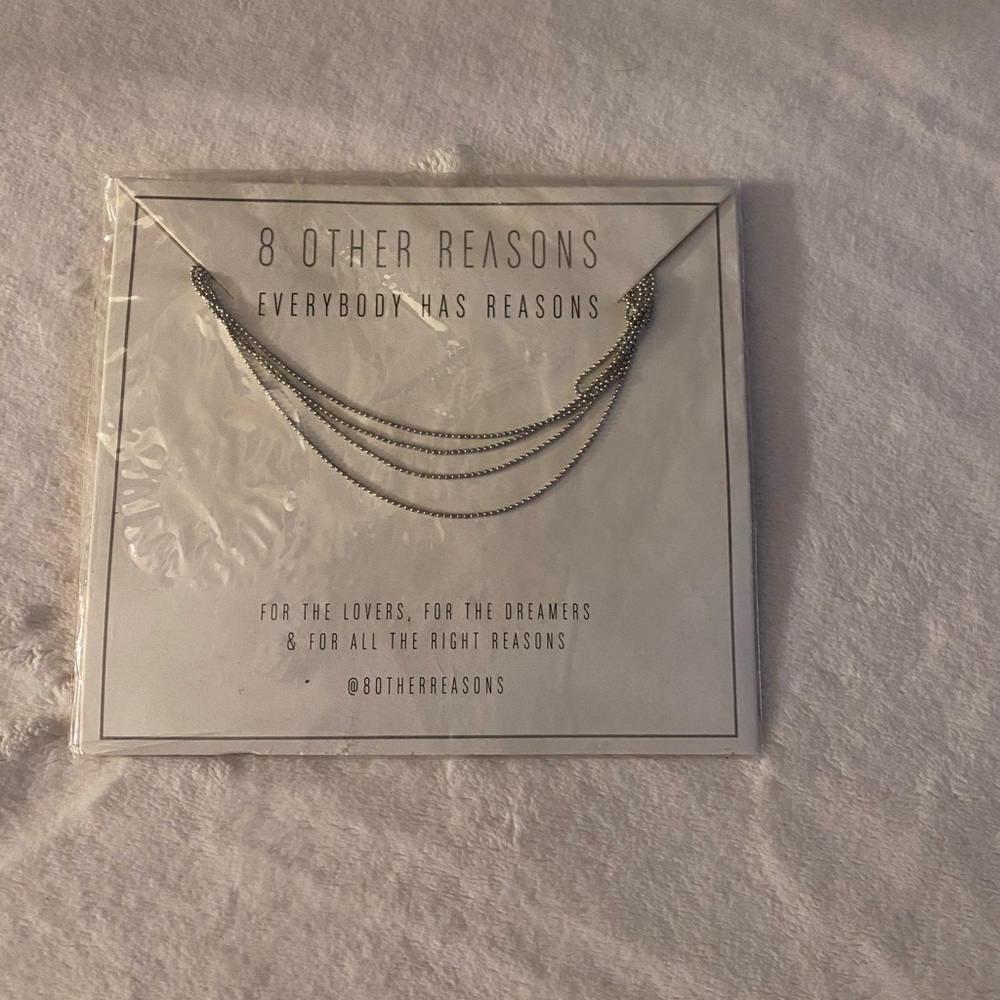 8 OTHER REASONS
EVERYBODY HAS REASONS
FOR THE LOVERS, FOR THE DREAMERS
& FOR ALL THE RIGHT REASONS
@8OTHERREASONS